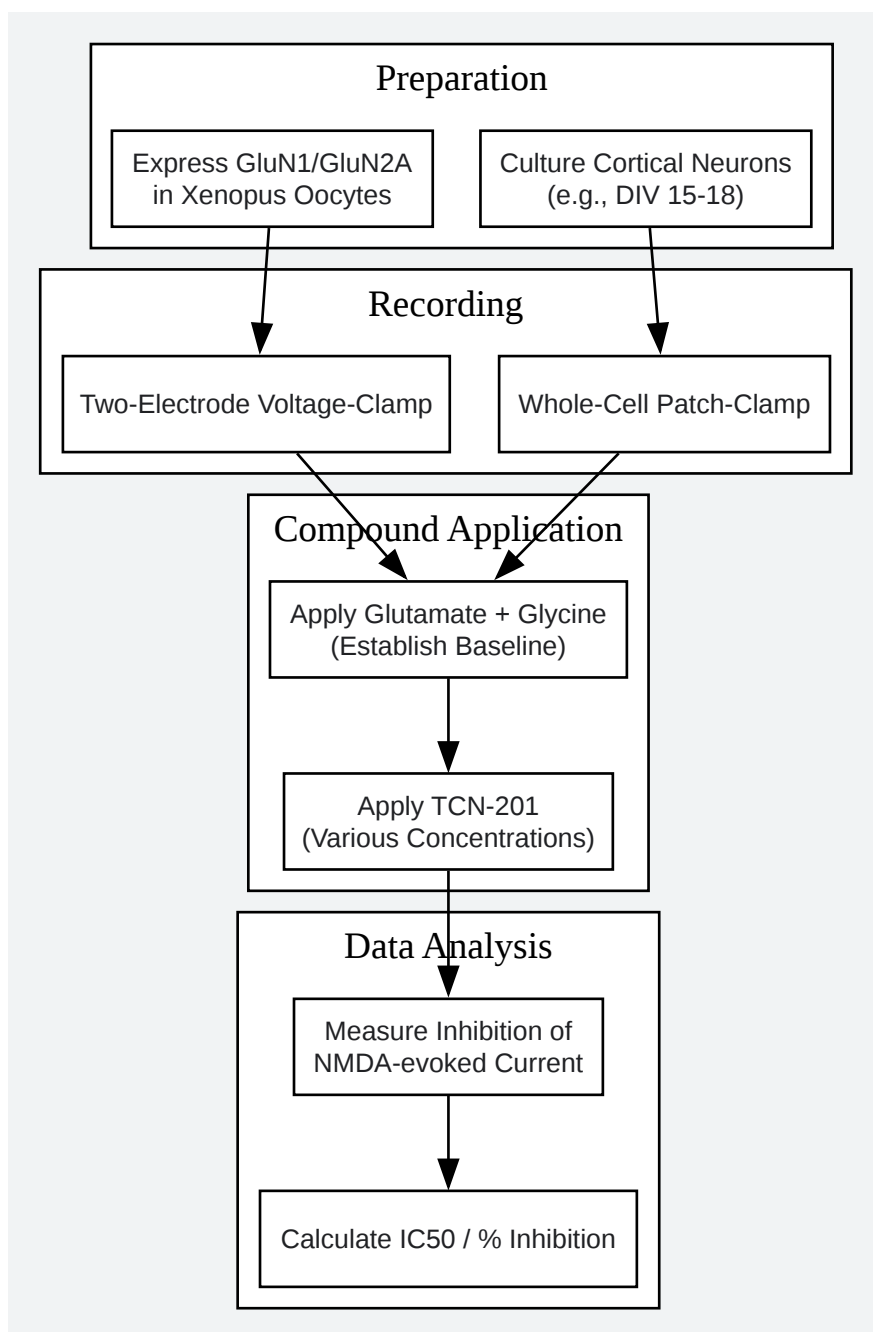 Preparation
Express GluN1/GluN2A
in Xenopus Oocytes
Culture Cortical Neurons
(e.g., DIV 15-18)
Recording
Two-Electrode Voltage-Clamp
Whole-Cell Patch-Clamp
Compound Application
Apply Glutamate + Glycine
(Establish Baseline)
Apply TCN-201
(Various Concentrations)
Data Analysis
Measure Inhibition of
NMDA-evoked Current
Calculate IC50 / % Inhibition